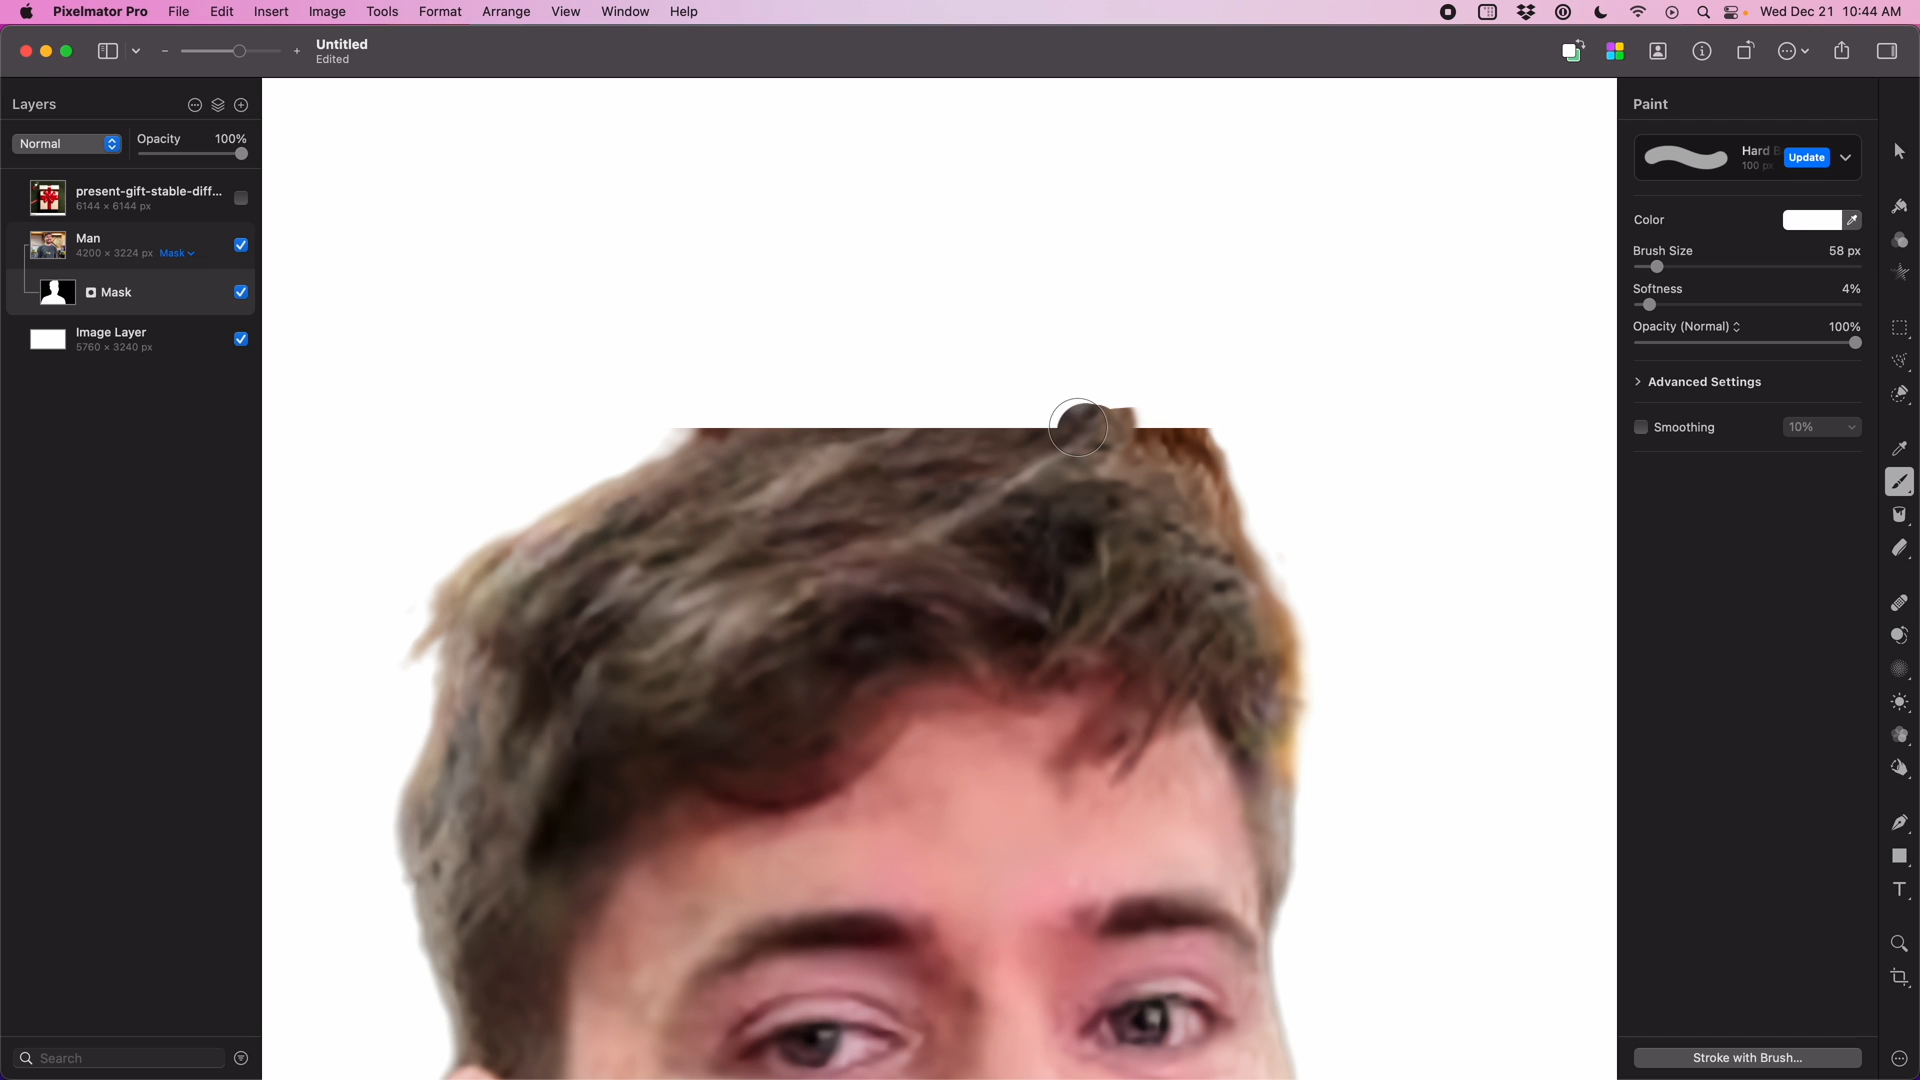 Pixelmator Pro File Edit Insert Image Tools Format Arrange View Window Help Wed Dec 21 10:44 AM
Untitled
Edited
Layers
Normal Opacity 100%
present-gift-stable-diff...
6144 × 6144 px
Man
4200 × 3224 px Mask
Mask
Image Layer
5760 × 3240 px
Search
Paint
Hard B
100 px
Update
Color
Brush Size 58 px
Softness 4%
Opacity (Normal) 100%
Advanced Settings
Smoothing 10%
Stroke with Brush...